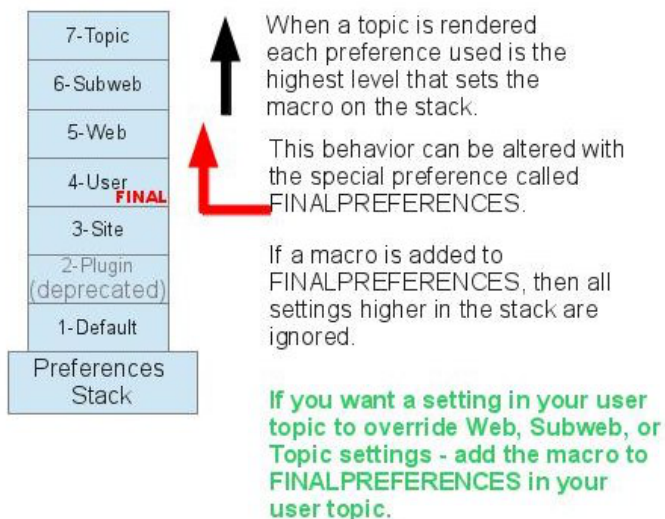 7-Topic
6-Subweb
5-Web
4-User
FINAL
3-Site
2-Plugin
(deprecated)
1-Default
Preferences
Stack
When a topic is rendered
each preference used is the
highest level that sets the
macro on the stack.
This behavior can be altered with
the special preference called
FINALPREFERENCES.
If a macro is added to
FINALPREFERENCES, then all
settings higher in the stack are
ignored.
If you want a setting in your user
topic to override Web, Subweb, or
Topic settings - add the macro to
FINALPREFERENCES in your
user topic.